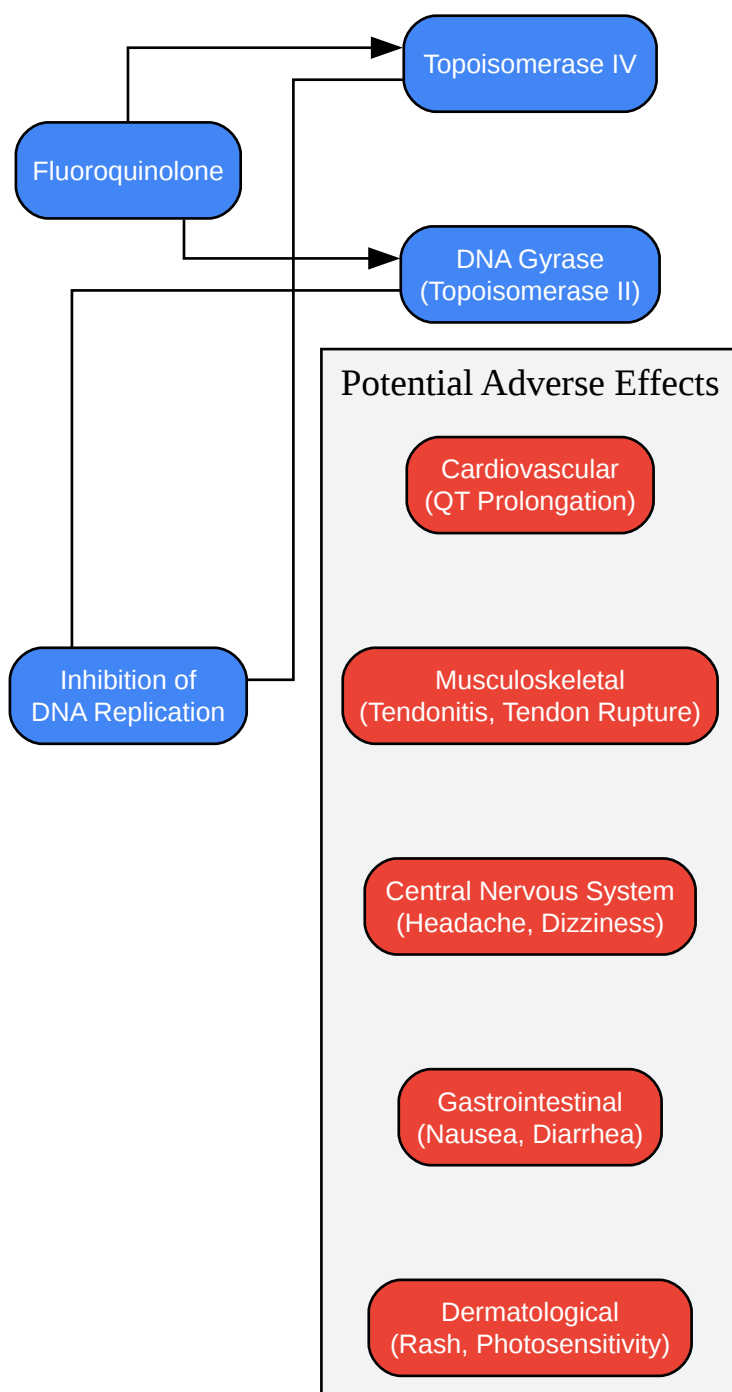 Topoisomerase IV
Fluoroquinolone
DNA Gyrase
(Topoisomerase II)
Potential Adverse Effects
Cardiovascular
(QT Prolongation)
Inhibition of
DNA Replication
Musculoskeletal
(Tendonitis, Tendon Rupture)
Central Nervous System
(Headache, Dizziness)
Gastrointestinal
(Nausea, Diarrhea)
Dermatological
(Rash, Photosensitivity)